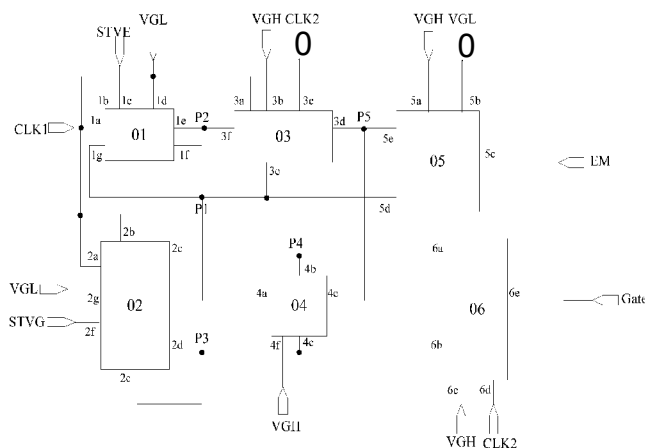 VGL
VGH CLK2
VGH VGL
STVE
0
0
1b
1c
1d
3a
3b
3c
5a
5b
1a
CLK1
01
1e
P2
3f
03
3d
P5
5e
05
5c
EM
1g
1f
3c
P1
5d
2b
2c
2a
P4
4b
6a
VGL
2g
02
4a
04
4c
6e
06
Gate
STVG
2f
2d
P3
4f
4c
6b
2c
6c
6d
VGH
VGH
CLK2